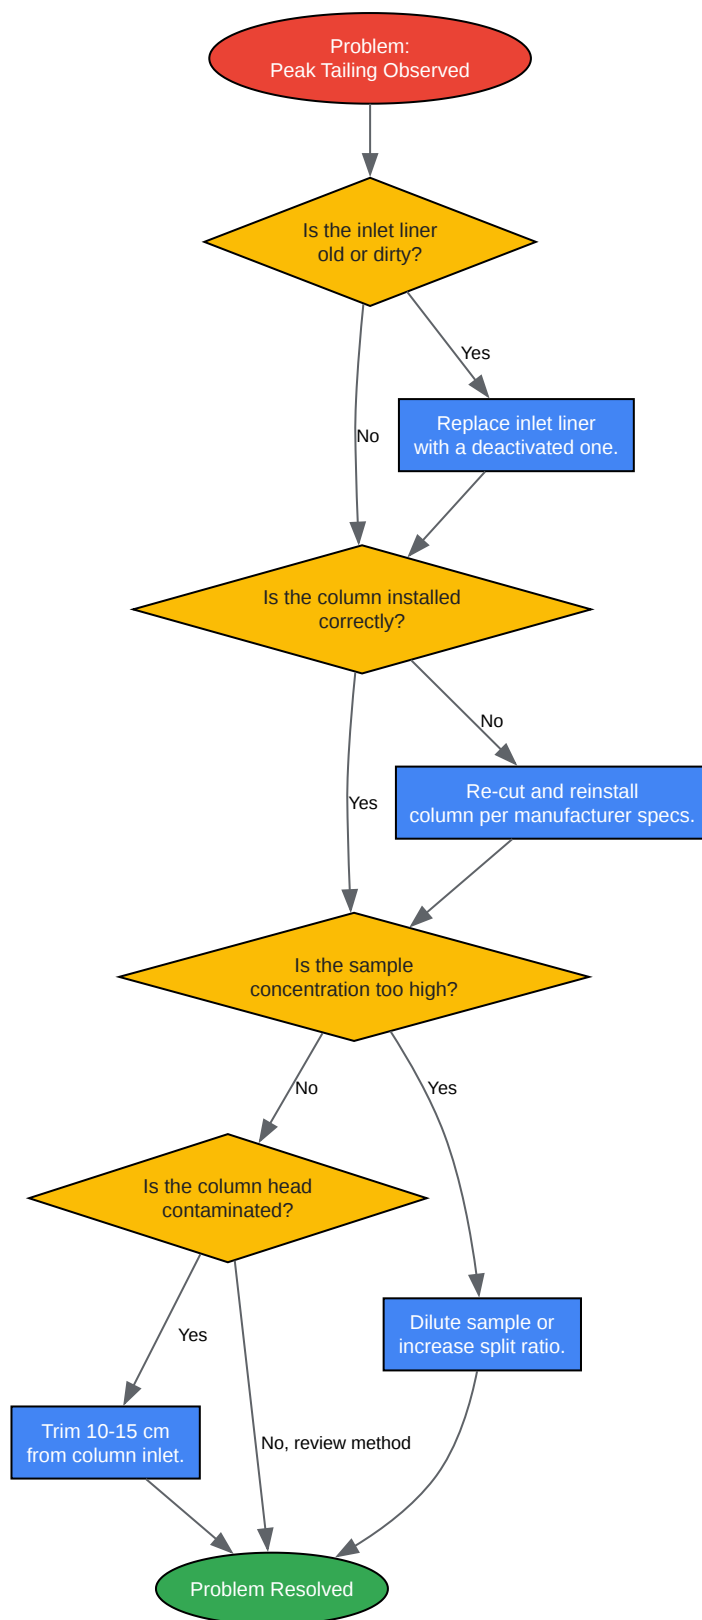 Problem:
Peak Tailing Observed
Is the inlet liner
old or dirty?
Yes
Replace inlet liner
with a deactivated one.
No
Is the column installed
correctly?
No
Re-cut and reinstall
column per manufacturer specs.
Yes
Is the sample
concentration too high?
No
Yes
Is the column head
contaminated?
Yes
Dilute sample or
increase split ratio.
Trim 10-15 cm
from column inlet.
No, review method
Problem Resolved